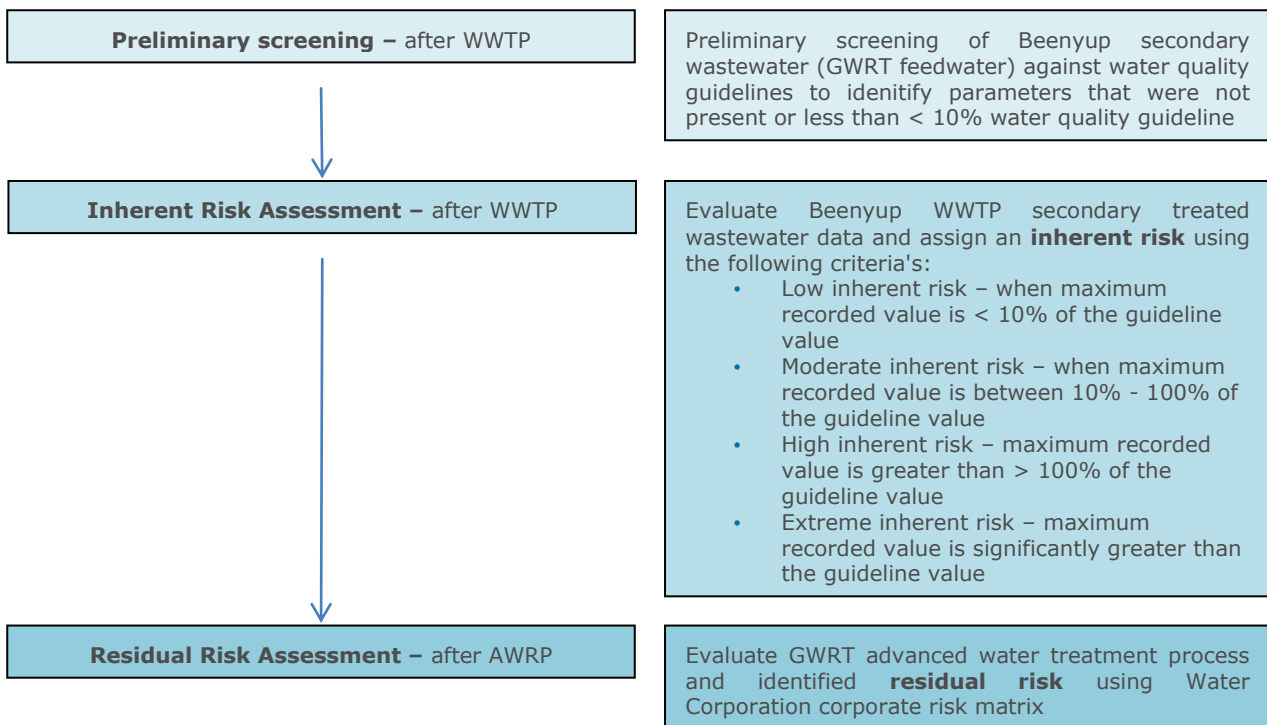 Preliminary screening – after WWTP
Preliminary screening of Beenyup secondary
wastewater (GWRT feedwater) against water quality
guidelines to idenitify parameters that were not
present or less than < 10% water quality guideline
Inherent Risk Assessment – after WWTP
Evaluate Beenyup WWTP secondary treated
wastewater data and assign an inherent risk using
the following criteria's:
• Low inherent risk – when maximum
recorded value is < 10% of the guideline
value
• Moderate inherent risk – when maximum
recorded value is between 10% - 100% of
the guideline value
• High inherent risk – maximum recorded
value is greater than > 100% of the
guideline value
• Extreme inherent risk – maximum
recorded value is significantly greater than
the guideline value
Residual Risk Assessment – after AWRP
Evaluate GWRT advanced water treatment process
and identified residual risk using Water
Corporation corporate risk matrix